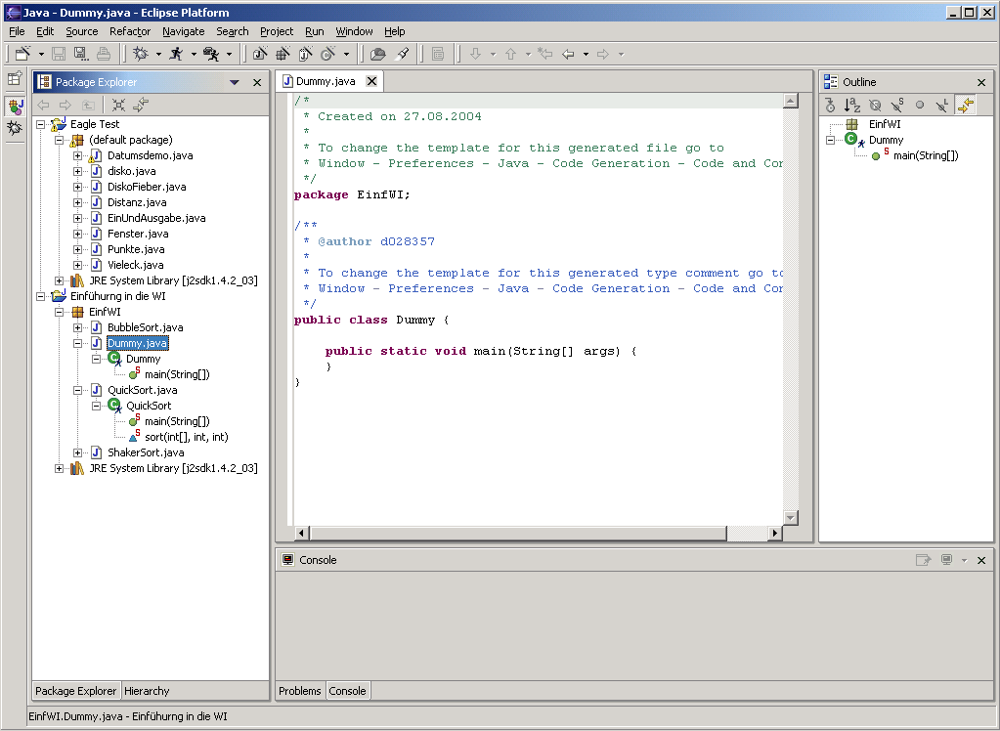 Java - Dummy.java - Eclipse Platform
File Edit Source Refactor Navigate Search Project Run Window Help
Package Explorer
Eagle Test
(default package)
Datumsdemo.java
disko.java
DiskoFieber.java
Distanz.java
EinUndAusgabe.java
Fenster.java
Punkte.java
Vieleck.java
JRE System Library [j2sdk1.4.2_03]
Einfühurng in die WI
EinfWI
BubbleSort.java
Dummy.java
Dummy
main(String[])
QuickSort.java
QuickSort
main(String[])
sort(int[], int, int)
ShakerSort.java
JRE System Library [j2sdk1.4.2_03]
Package Explorer Hierarchy
Dummy.java
/*
* Created on 27.08.2004
*
* To change the template for this generated file go to
* Window - Preferences - Java - Code Generation - Code and Con
*/
package EinfWI;
/**
* @author d028357
*
* To change the template for this generated type comment go to
* Window - Preferences - Java - Code Generation - Code and Con
*/
public class Dummy {
public static void main(String[] args) {
}
}
Outline
EinfWI
Dummy
main(String[])
Console
Problems Console
EinfWI.Dummy.java - Einfühurng in die WI